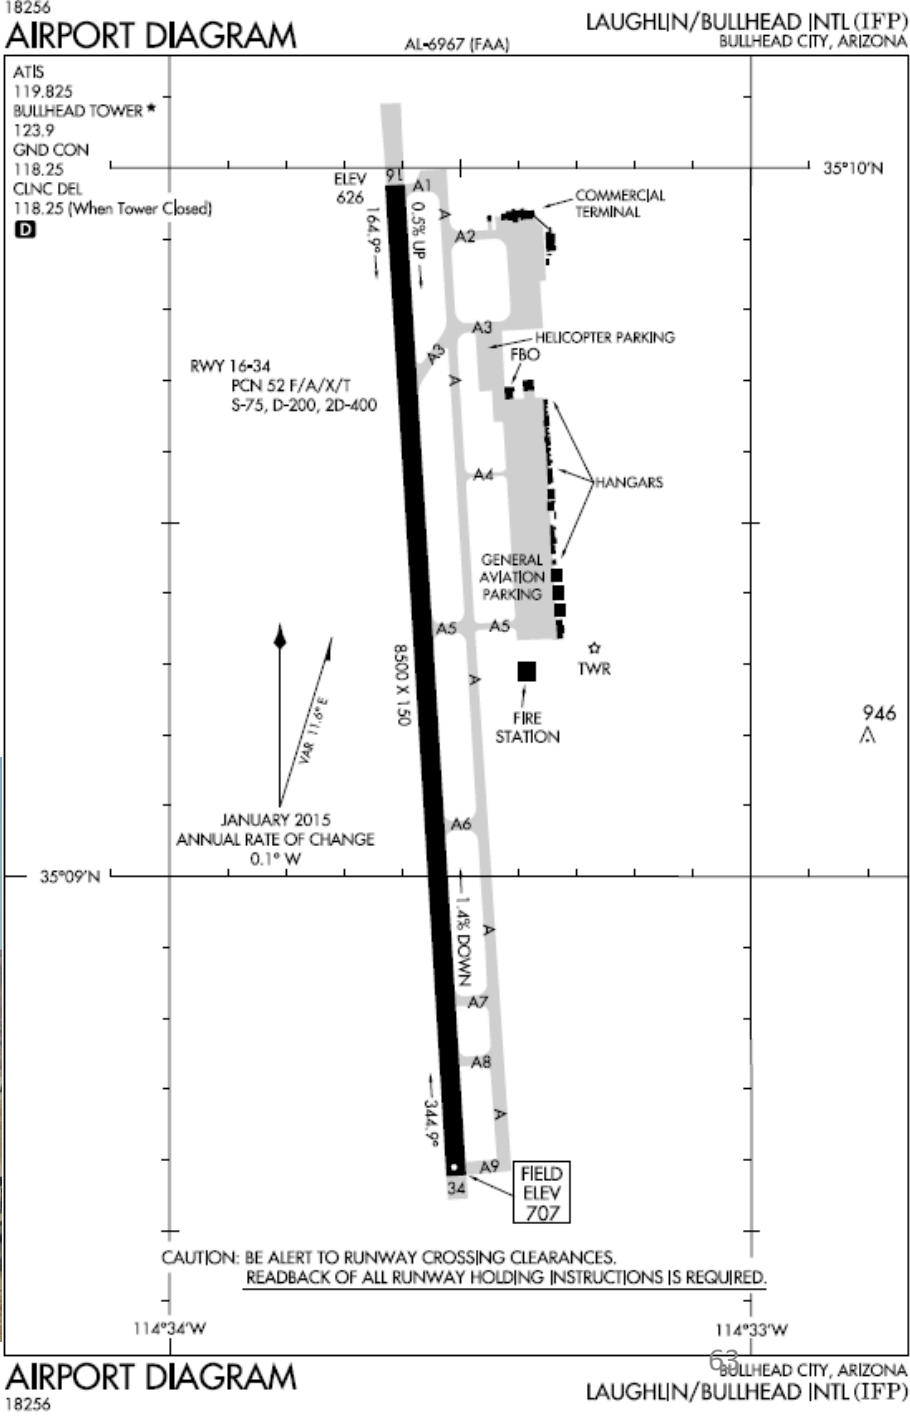 18256
AIRPORT DIAGRAM
AL-6967 (FAA)
LAUGHLIN/BULLHEAD INTL (IFP)
BULLHEAD CITY, ARIZONA
ATIS
119.825
BULLHEAD TOWER ★
123.9
GND CON
118.25
CLNC DEL
118.25 (When Tower Closed)
D
35°10'N
ELEV
626
16
A1
164.9°
0.5% UP
A
A2
COMMERCIAL
TERMINAL
A3
HELICOPTER PARKING
A3
FBO
A
RWY 16-34
PCN 52 F/A/X/T
S-75, D-200, 2D-400
A4
HANGARS
GENERAL
AVIATION
PARKING
A5
A5
8500 X 150
A
TWR
FIRE
STATION
946
VAR 11.6° E
JANUARY 2015
ANNUAL RATE OF CHANGE
0.1° W
A6
35°09'N
1.4% DOWN
A
A7
A8
344.9°
A
A9
34
FIELD
ELEV
707
CAUTION: BE ALERT TO RUNWAY CROSSING CLEARANCES.
READBACK OF ALL RUNWAY HOLDING INSTRUCTIONS IS REQUIRED.
114°34'W
114°33'W
63
AIRPORT DIAGRAM
18256
BULLHEAD CITY, ARIZONA
LAUGHLIN/BULLHEAD INTL (IFP)